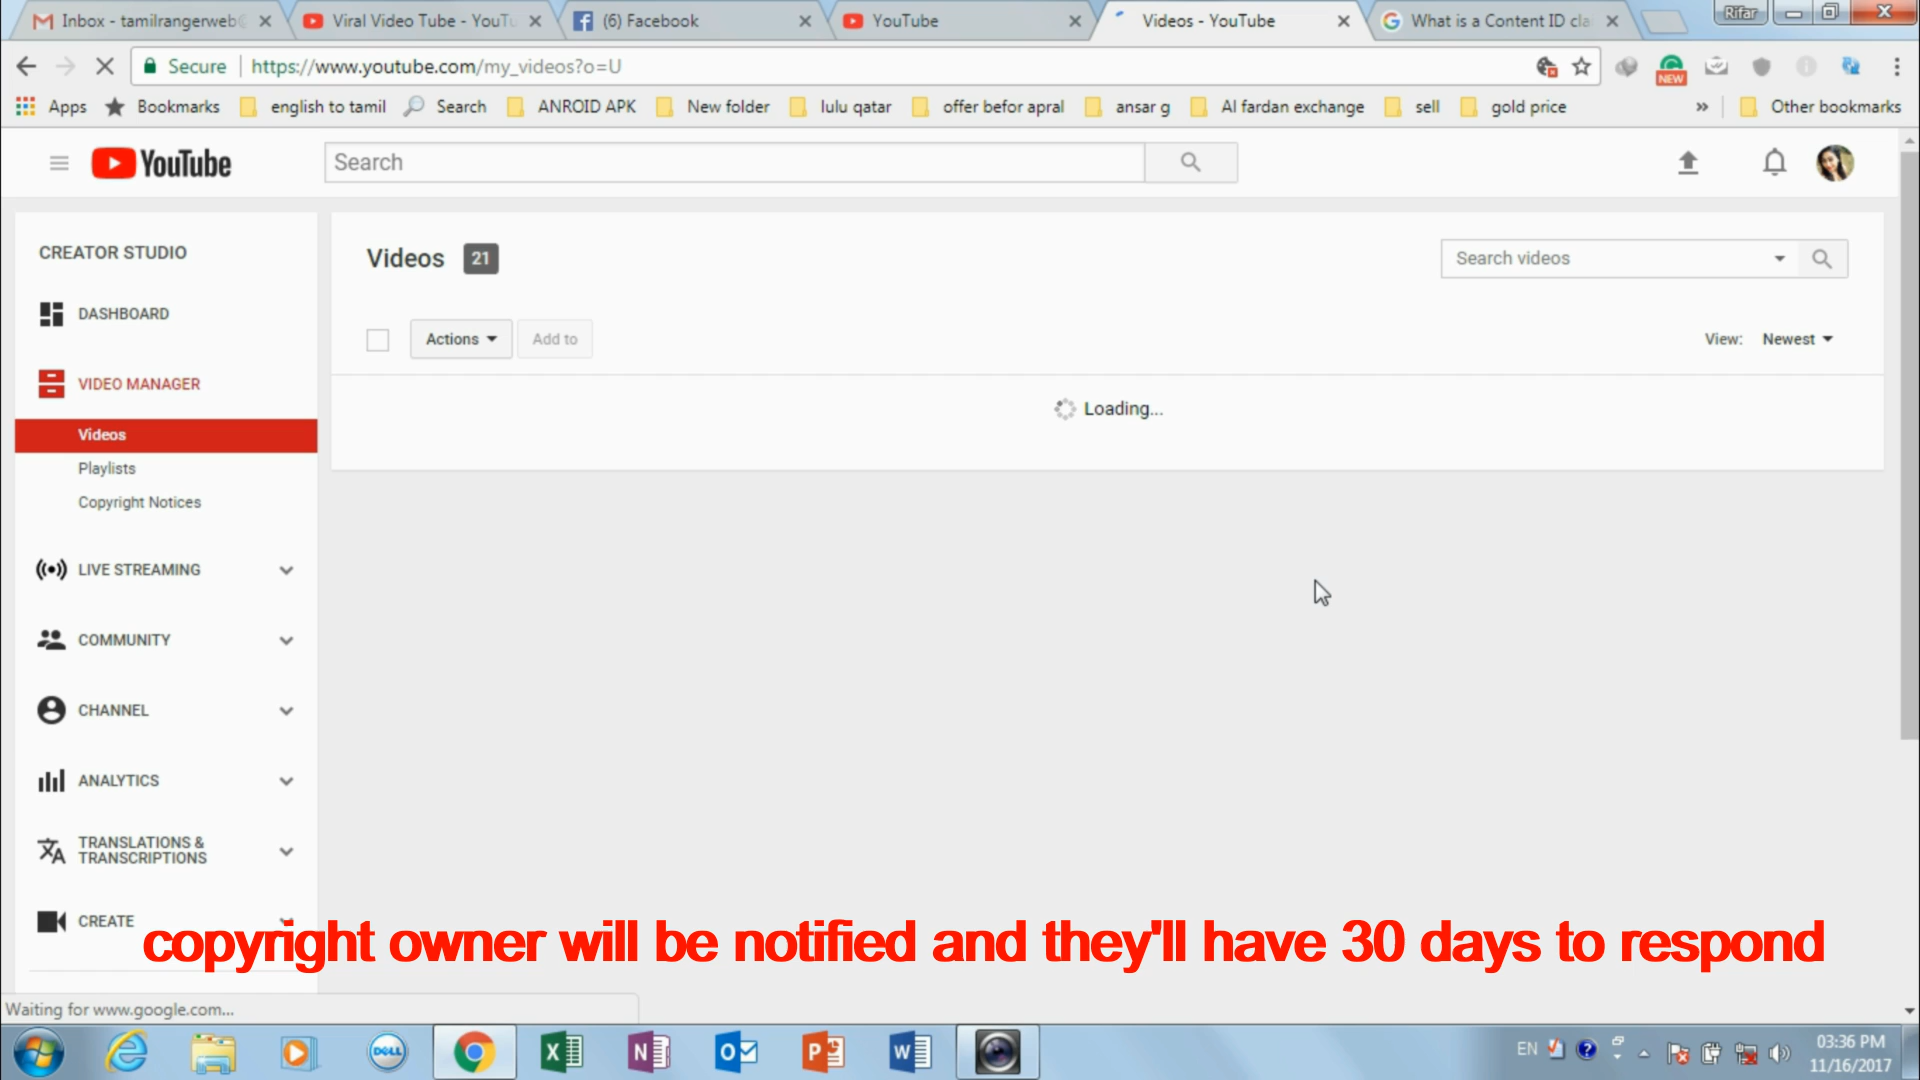 Inbox - tamilrangerweb@
Viral Video Tube - YouTu
(6) Facebook
YouTube
Videos - YouTube
What is a Content ID cla
Rifar
Secure
https://www.youtube.com/my_videos?o=U
NEW
Apps
Bookmarks
english to tamil
Search
ANROID APK
New folder
lulu qatar
offer befor apral
ansar g
Al fardan exchange
sell
gold price
»
Other bookmarks
YouTube
Search
CREATOR STUDIO
Videos 21
Search videos
DASHBOARD
Actions
Add to
View: Newest
VIDEO MANAGER
Loading...
Videos
Playlists
Copyright Notices
LIVE STREAMING
COMMUNITY
CHANNEL
ANALYTICS
TRANSLATIONS &
TRANSCRIPTIONS
CREATE
copyright owner will be notified and they'll have 30 days to respond
Waiting for www.google.com...
DELL
EN
03:36 PM
11/16/2017